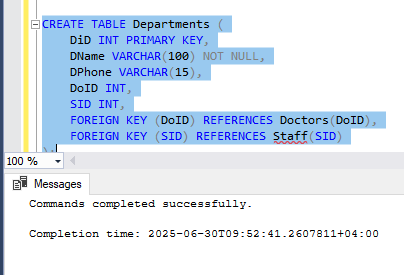 CREATE TABLE Departments (
DiD INT PRIMARY KEY,
DName VARCHAR(100) NOT NULL,
DPhone VARCHAR(15),
DoID INT,
SID INT,
FOREIGN KEY (DoID) REFERENCES Doctors(DoID),
FOREIGN KEY (SID) REFERENCES Staff(SID)
100 %
Messages
Commands completed successfully.
Completion time: 2025-06-30T09:52:41.2607811+04:00